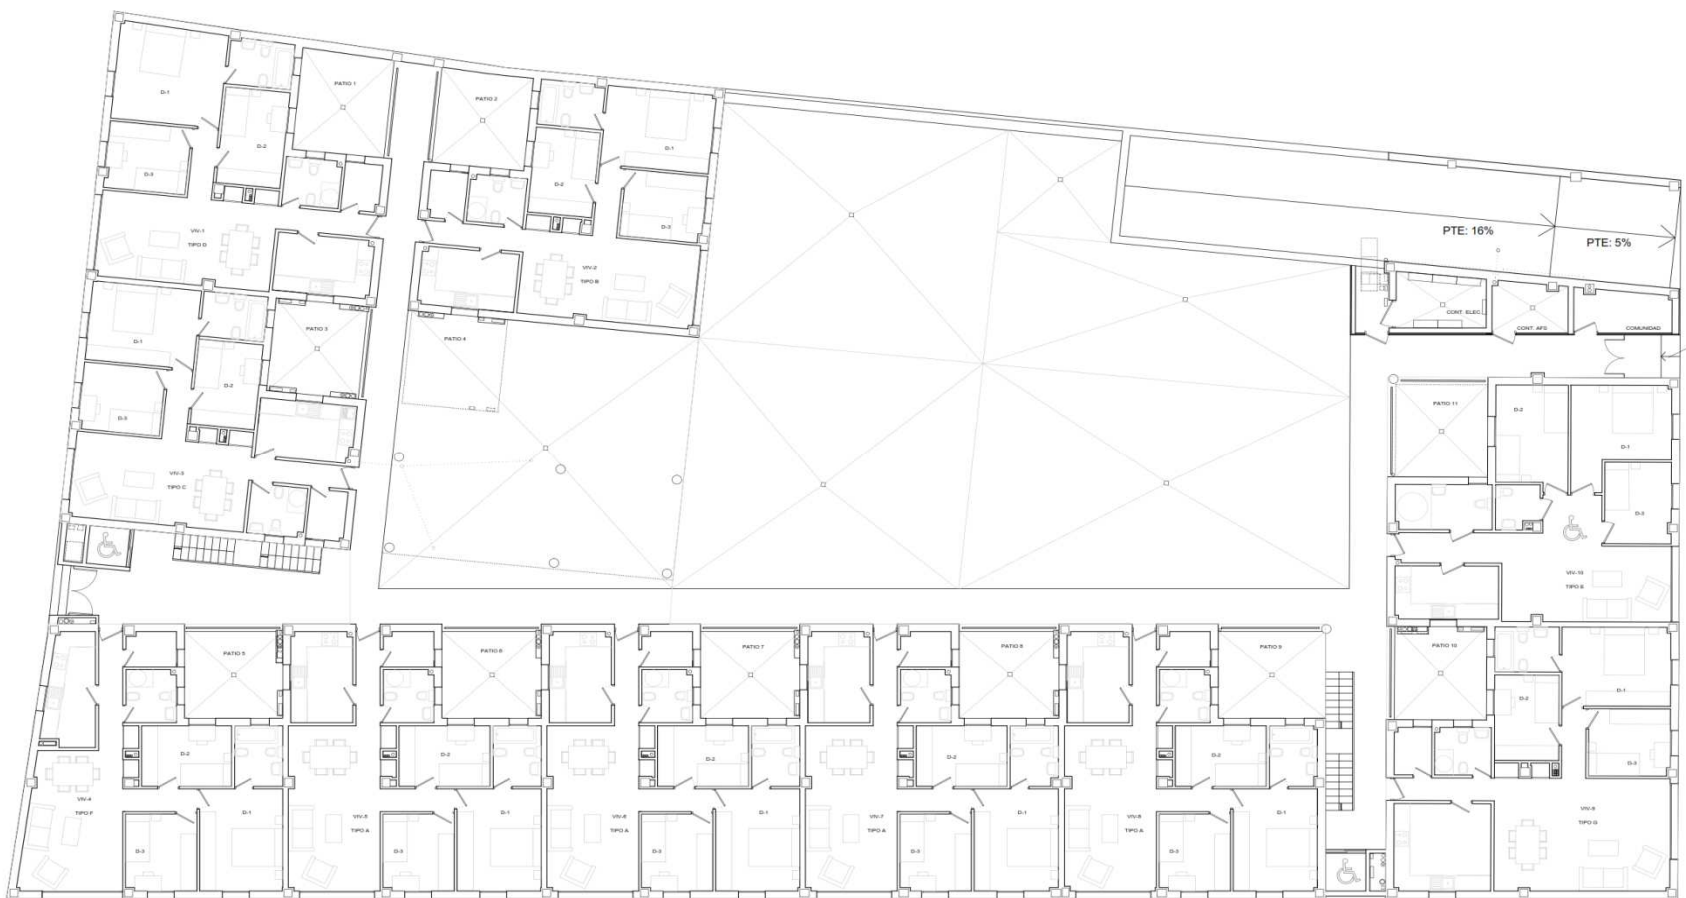 PATIO 1
D-1
D-2
D-3
VIV-1
TIPO D
PATIO 2
D-1
D-2
D-3
VIV-2
TIPO B
PTE: 16%
PTE: 5%
CONT. ELEC.
CONT. AFS
COMUNIDAD
PATIO 3
D-1
D-2
D-3
VIV-3
TIPO C
PATIO 4
PATIO 11
D-2
D-1
D-3
VIV-10
TIPO E
PATIO 5
D-2
D-1
D-3
VIV-4
TIPO F
PATIO 6
D-2
D-1
D-3
VIV-5
TIPO A
PATIO 7
D-2
D-1
D-3
VIV-6
TIPO A
PATIO 8
D-2
D-1
D-3
VIV-7
TIPO A
PATIO 9
D-2
D-1
D-3
VIV-8
TIPO A
PATIO 10
D-2
D-1
D-3
VIV-9
TIPO G